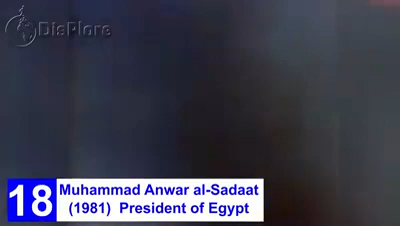 DisPlore
18
Muhammad Anwar al-Sadaat
(1981) President of Egypt